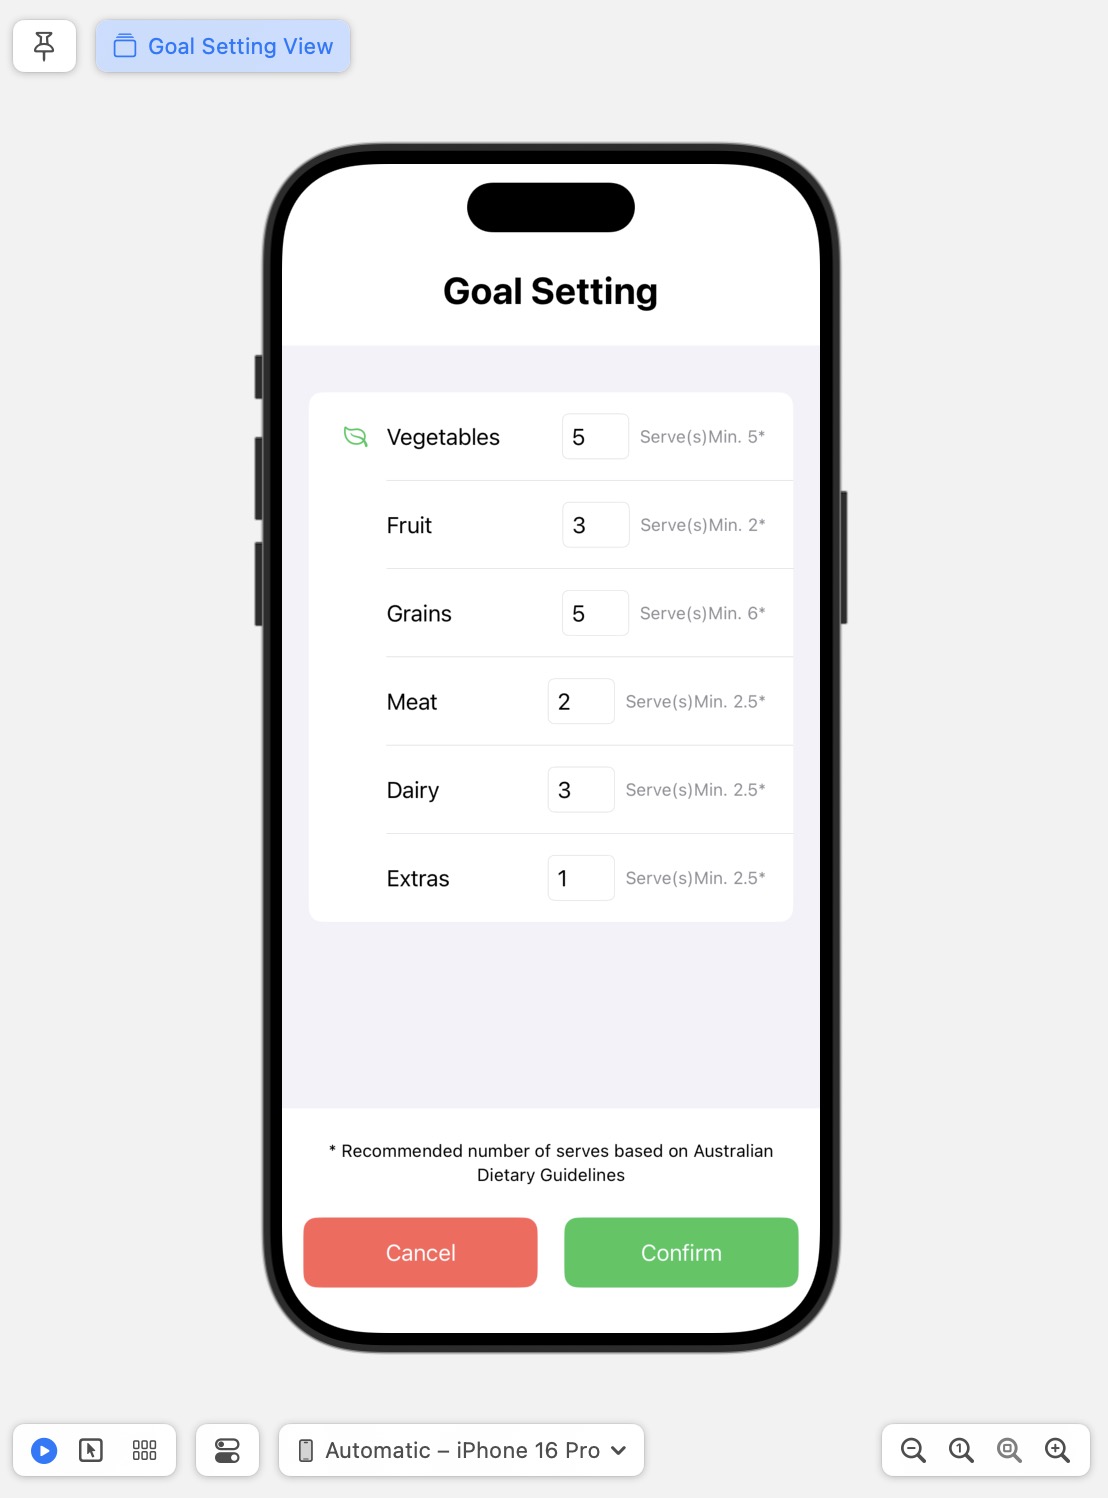 Goal Setting View
Goal Setting
Vegetables 5 Serve(s)Min. 5*
Fruit 3 Serve(s)Min. 2*
Grains 5 Serve(s)Min. 6*
Meat 2 Serve(s)Min. 2.5*
Dairy 3 Serve(s)Min. 2.5*
Extras 1 Serve(s)Min. 2.5*
* Recommended number of serves based on Australian
Dietary Guidelines
Cancel Confirm
Automatic – iPhone 16 Pro
1